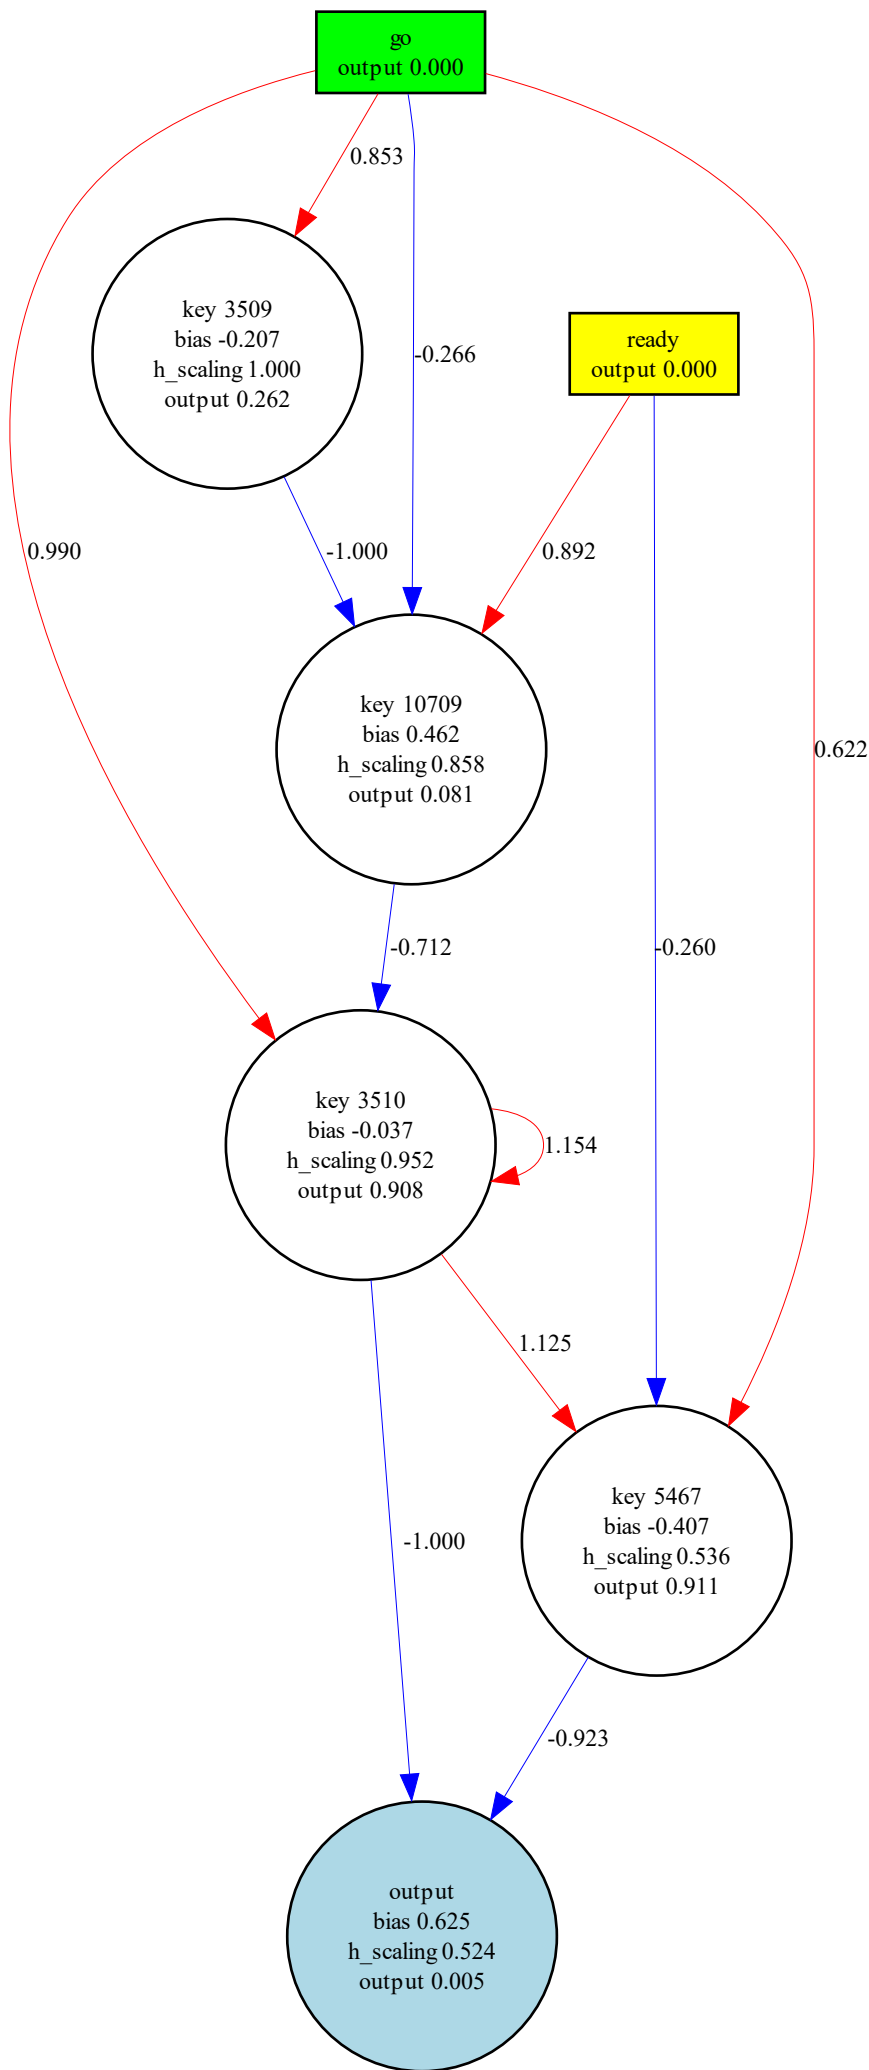 go
output 0.000
0.853
key 3509
bias -0.207
h_scaling 1.000
output 0.262
-0.266
ready
output 0.000
0.990
-1.000
0.892
key 10709
bias 0.462
h_scaling 0.858
output 0.081
0.622
-0.712
-0.260
key 3510
bias -0.037
h_scaling 0.952
output 0.908
1.154
1.125
key 5467
bias -0.407
h_scaling 0.536
output 0.911
-1.000
-0.923
output
bias 0.625
h_scaling 0.524
output 0.005